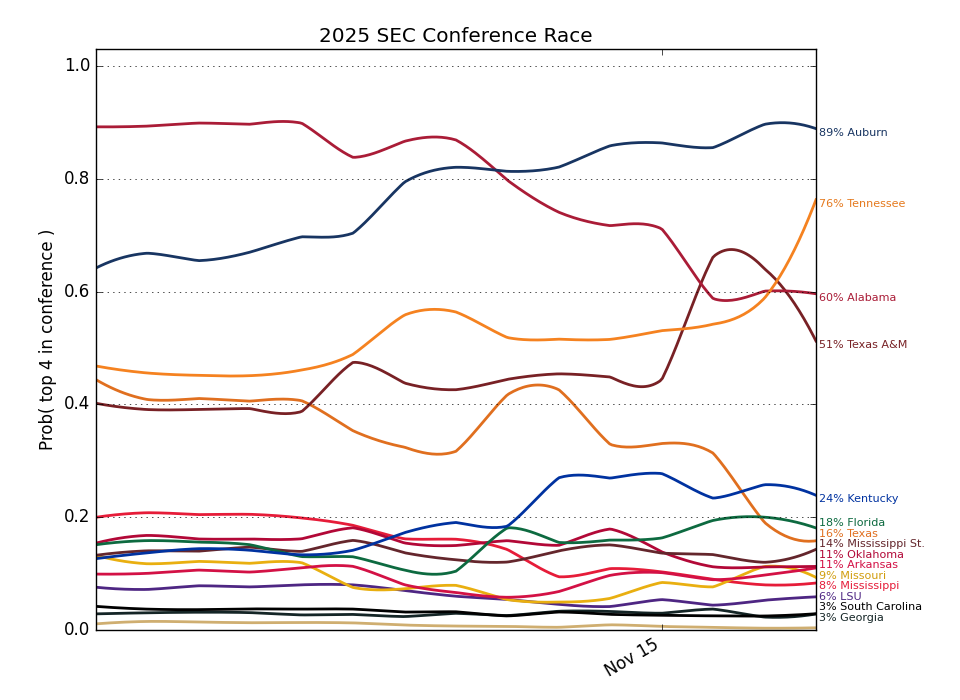 2025 SEC Conference Race
1.0
0.8
0.6
0.4
0.2
0.0
Prob( top 4 in conference )
Nov 15
89% Auburn
76% Tennessee
60% Alabama
51% Texas A&M
24% Kentucky
18% Florida
16% Texas
14% Mississippi St.
11% Oklahoma
11% Arkansas
9% Missouri
8% Mississippi
6% LSU
3% South Carolina
3% Georgia